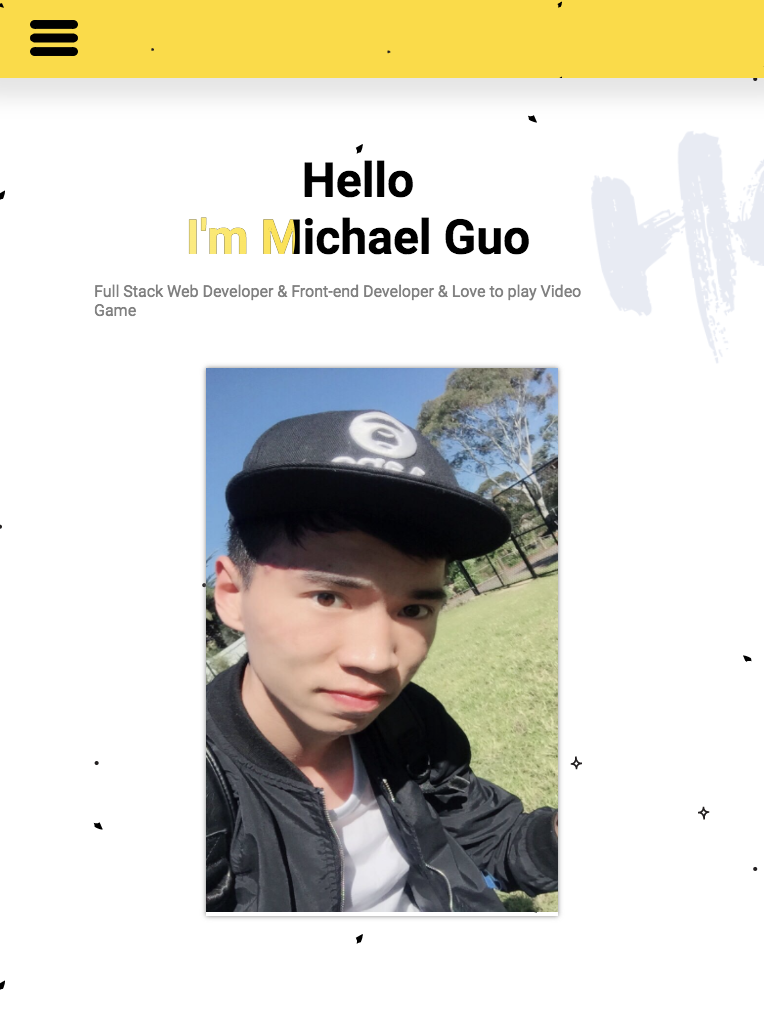 Hello
I'm Michael Guo
Full Stack Web Developer & Front-end Developer & Love to play Video
Game